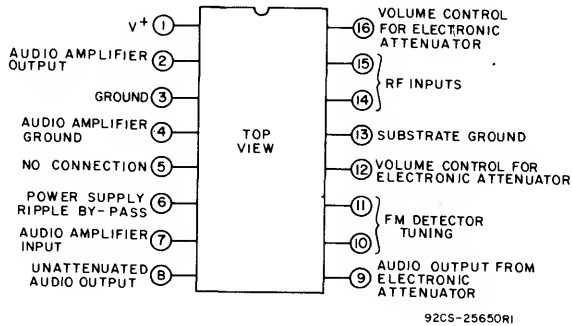 V+ 1
AUDIO AMPLIFIER
OUTPUT 2
GROUND 3
AUDIO AMPLIFIER
GROUND 4
NO CONNECTION 5
POWER SUPPLY
RIPPLE BY-PASS 6
AUDIO AMPLIFIER
INPUT 7
UNATTENUATED
AUDIO OUTPUT 8
TOP
VIEW
16 VOLUME CONTROL
FOR ELECTRONIC
ATTENUATOR
15
RF INPUTS
14
13 SUBSTRATE GROUND
12 VOLUME CONTROL FOR
ELECTRONIC ATTENUATOR
11
FM DETECTOR
TUNING
10
9 AUDIO OUTPUT FROM
ELECTRONIC
ATTENUATOR
92CS-25650RI